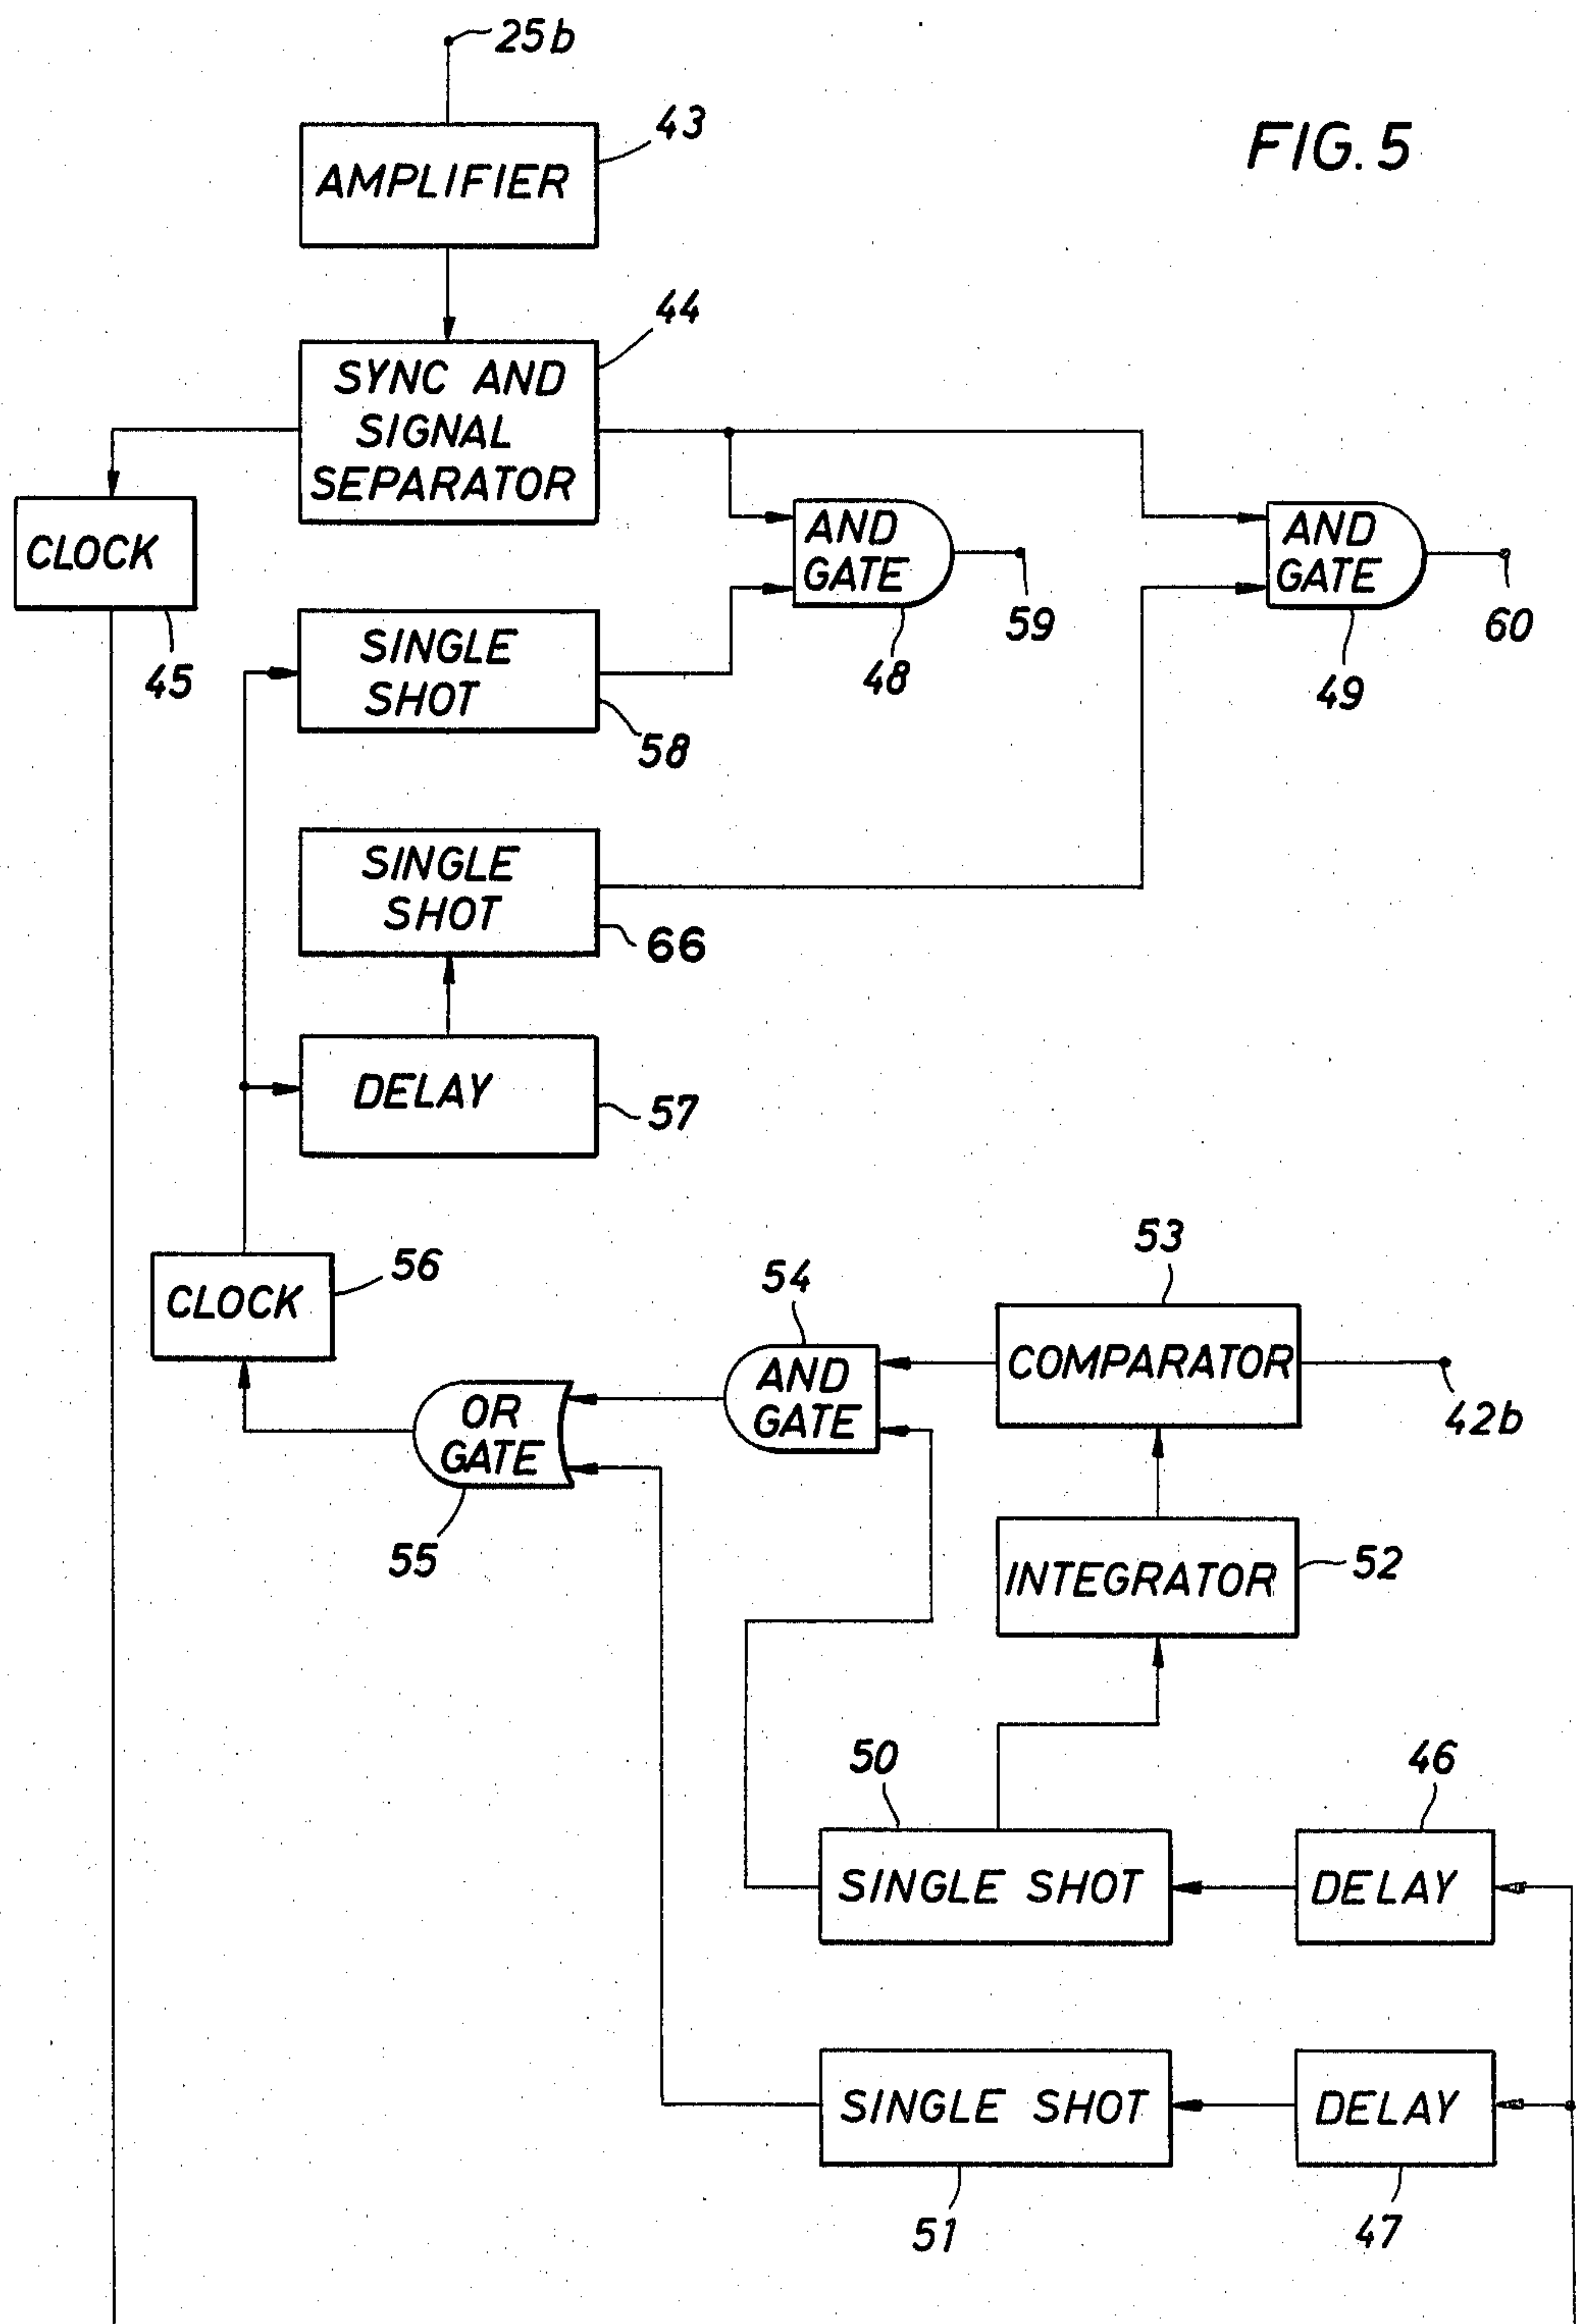 25b
43
AMPLIFIER
FIG. 5
44
SYNC AND
SIGNAL
SEPARATOR
CLOCK
45
AND
GATE
48
59
AND
GATE
49
60
SINGLE
SHOT
58
SINGLE
SHOT
66
DELAY
57
CLOCK
56
54
AND
GATE
53
COMPARATOR
42b
OR
GATE
55
INTEGRATOR
52
50
SINGLE SHOT
46
DELAY
SINGLE SHOT
51
DELAY
47